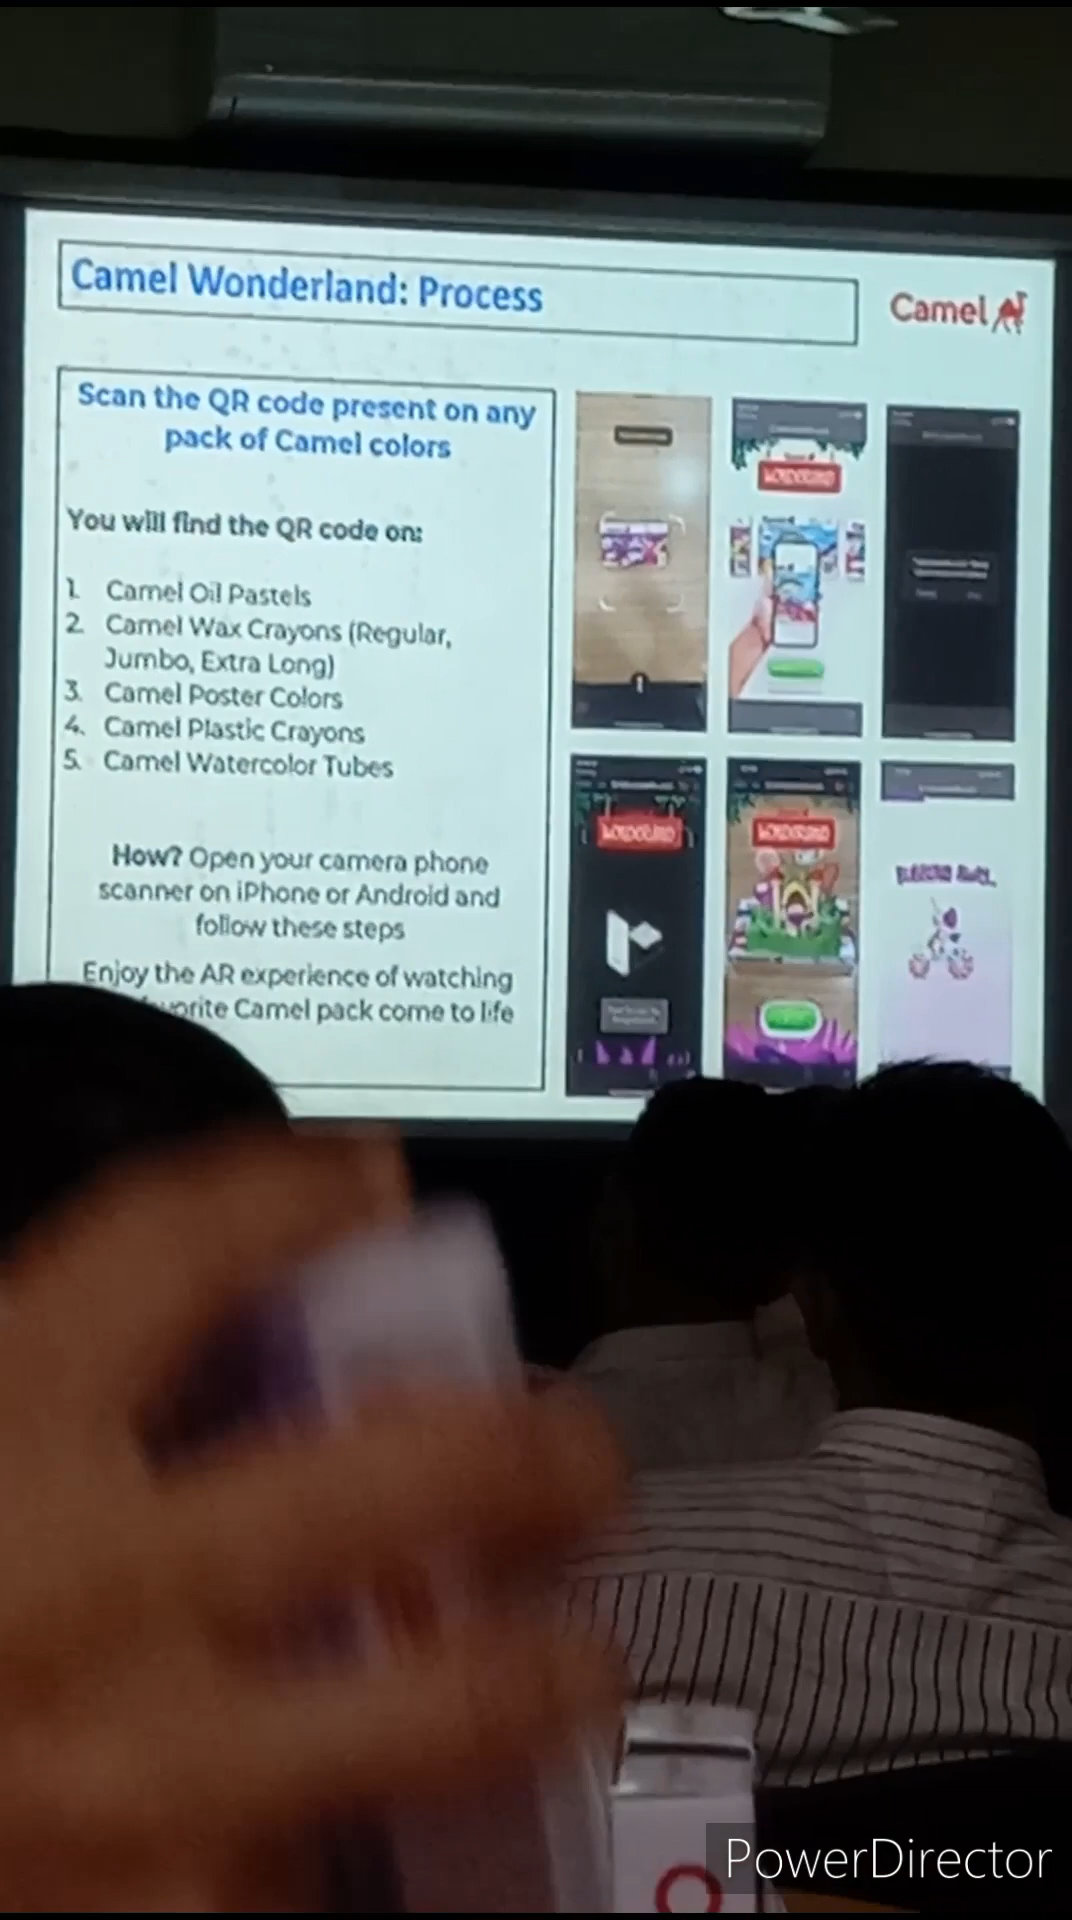 Camel Wonderland: Process
Camel
Scan the QR code present on any
pack of Camel colors
You will find the QR code on:
1. Camel Oil Pastels
2. Camel Wax Crayons (Regular,
Jumbo, Extra Long)
3. Camel Poster Colors
4. Camel Plastic Crayons
5. Camel Watercolor Tubes
How? Open your camera phone
scanner on iPhone or Android and
follow these steps
Enjoy the AR experience of watching
Camel pack come to life
WONDERLAND
WONDERLAND
WONDERLAND
PowerDirector